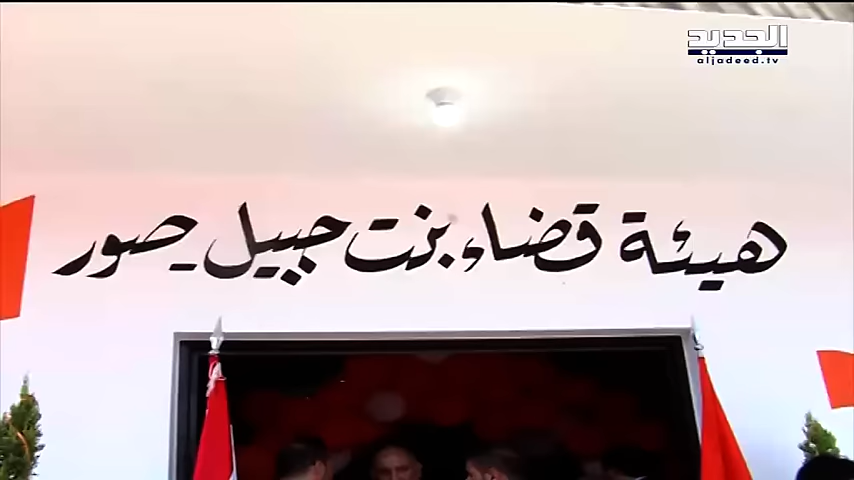 الجديد
aljadeed.tv
هيئة قضاء بنت جبيل - صور